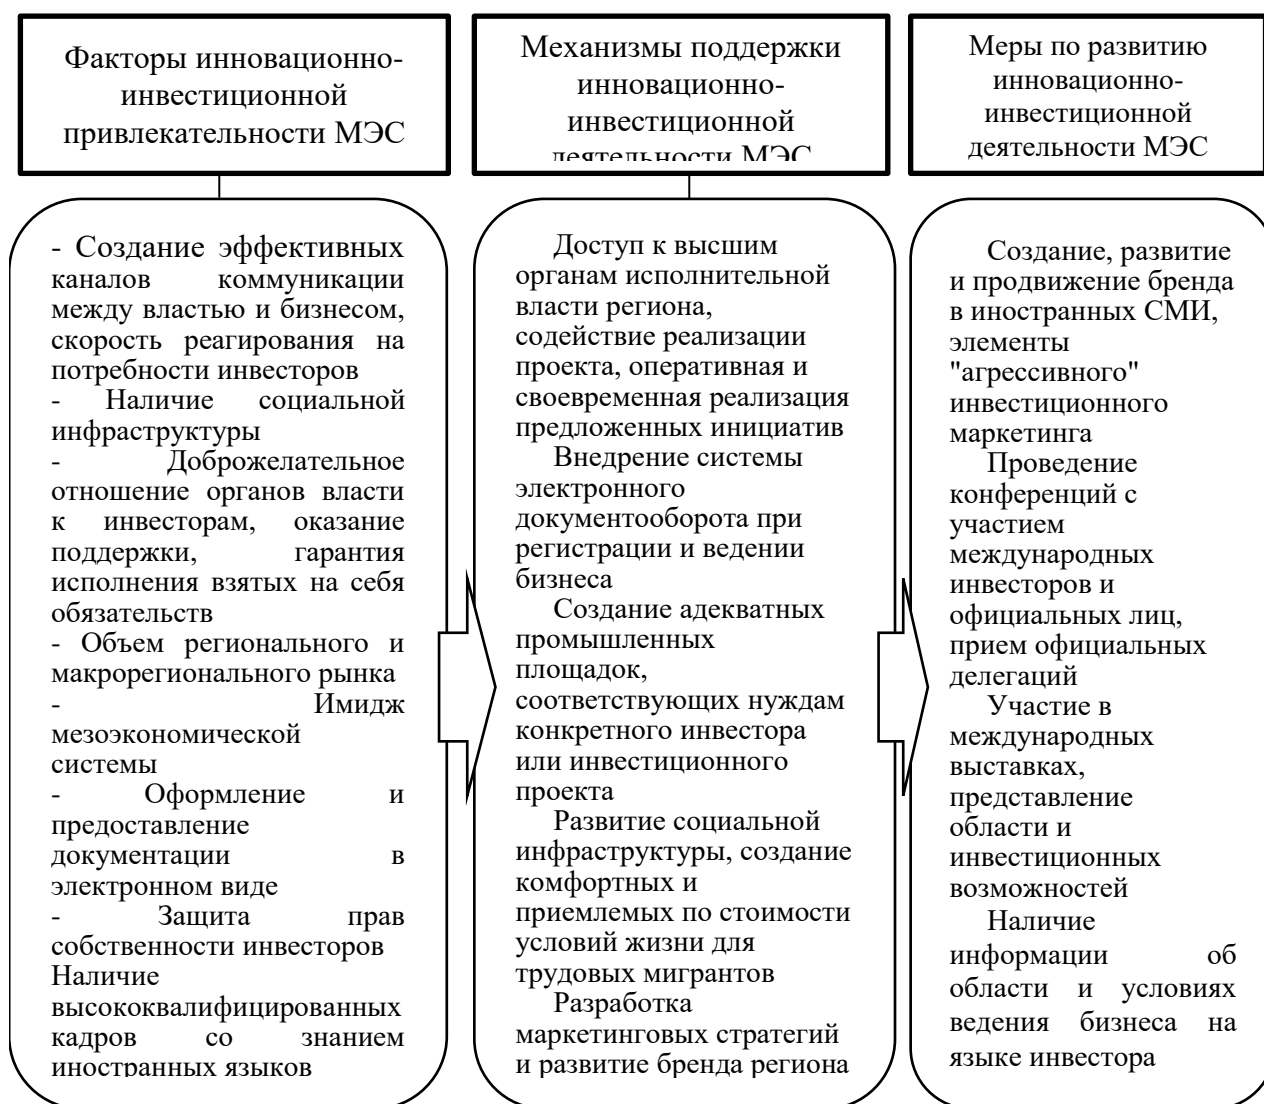 Факторы инновационно-
инвестиционной
привлекательности МЭС
Механизмы поддержки
инновационно-
инвестиционной
деятельности МЭС
Меры по развитию
инновационно-
инвестиционной
деятельности МЭС
- Создание эффективных
каналов коммуникации
между властью и бизнесом,
скорость реагирования на
потребности инвесторов
- Наличие социальной
инфраструктуры
- Доброжелательное
отношение органов власти
к инвесторам, оказание
поддержки, гарантия
исполнения взятых на себя
обязательств
- Объем регионального и
макрорегионального рынка
- Имидж
мезоэкономической
системы
- Оформление и
предоставление
документации в
электронном виде
- Защита прав
собственности инвесторов
Наличие
высококвалифицированных
кадров со знанием
иностранных языков
Доступ к высшим
органам исполнительной
власти региона,
содействие реализации
проекта, оперативная и
своевременная реализация
предложенных инициатив
Внедрение системы
электронного
документооборота при
регистрации и ведении
бизнеса
Создание адекватных
промышленных
площадок,
соответствующих нуждам
конкретного инвестора
или инвестиционного
проекта
Развитие социальной
инфраструктуры, создание
комфортных и
приемлемых по стоимости
условий жизни для
трудовых мигрантов
Разработка
маркетинговых стратегий
и развитие бренда региона
Создание, развитие
и продвижение бренда
в иностранных СМИ,
элементы
"агрессивного"
инвестиционного
маркетинга
Проведение
конференций с
участием
международных
инвесторов и
официальных лиц,
прием официальных
делегаций
Участие в
международных
выставках,
представление
области и
инвестиционных
возможностей
Наличие
информации об
области и условиях
ведения бизнеса на
языке инвестора